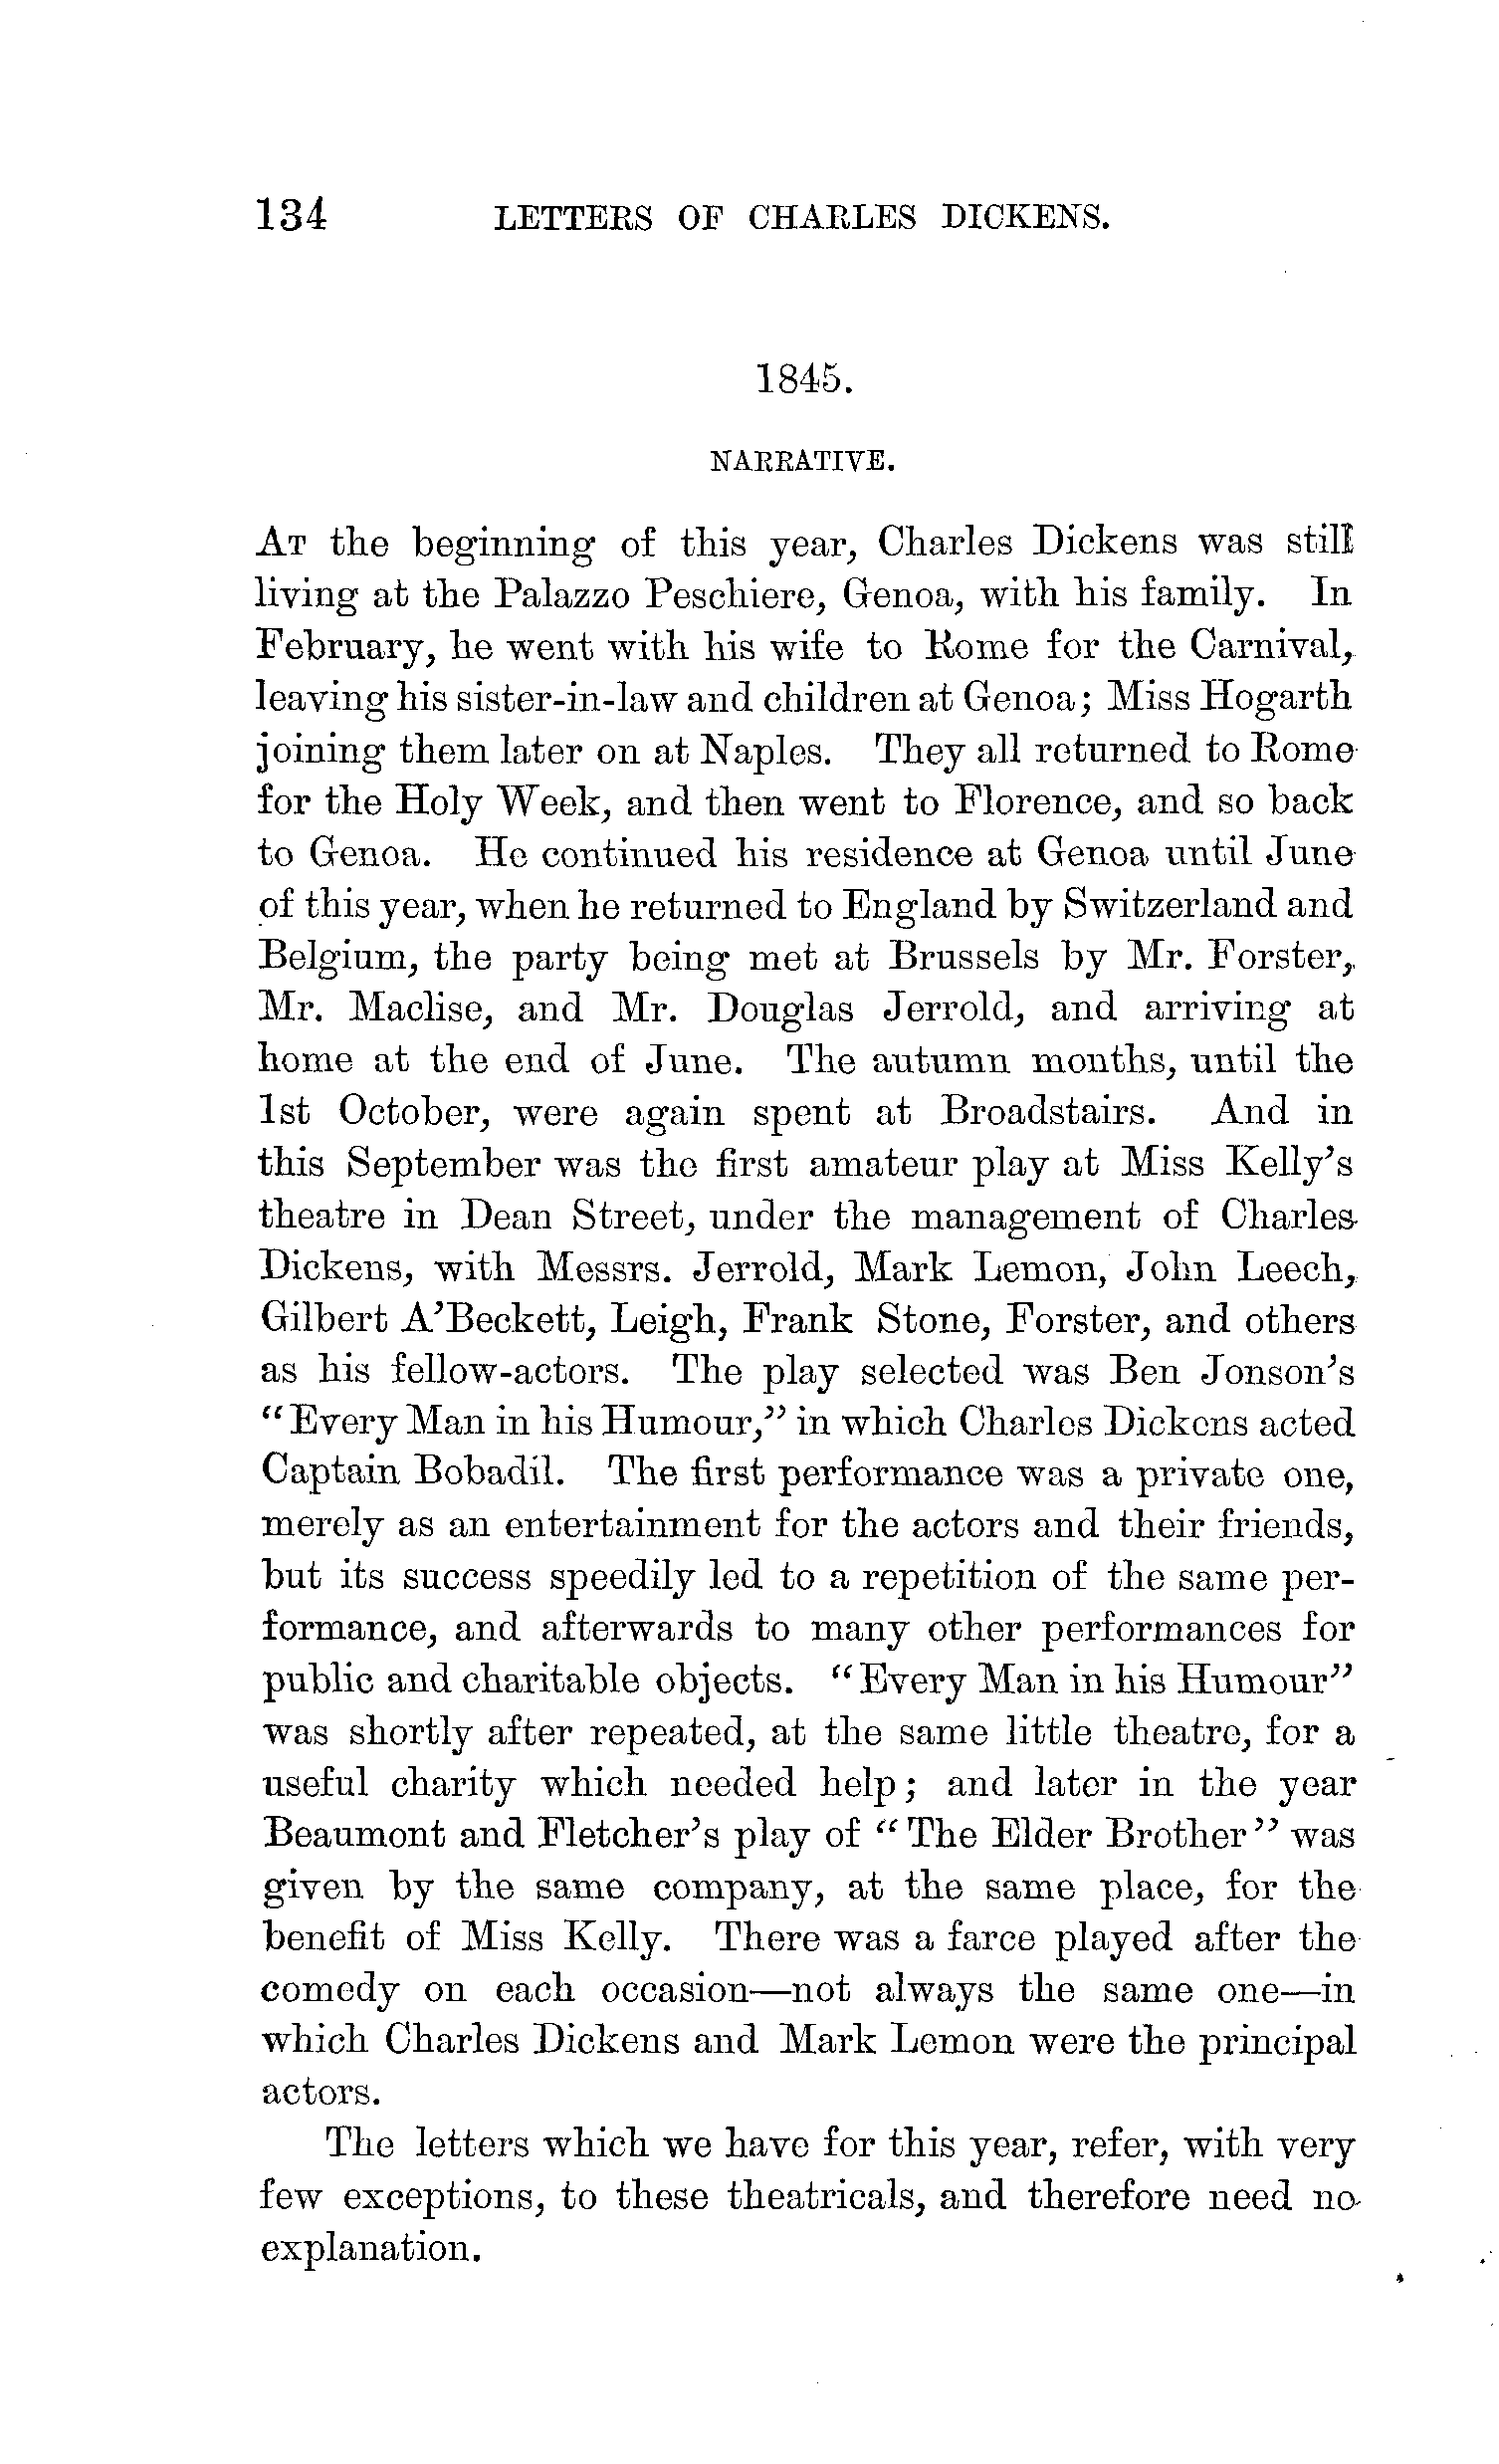 134 LETTERS OF CHARLES DICKENS.
1845.
NARRATIVE.
AT the beginning of this year, Charles Dickens was still
living at the Palazzo Peschiere, Genoa, with his family. In
February, he went with his wife to Rome for the Carnival,
leaving his sister-in-law and children at Genoa; Miss Hogarth
joining them later on at Naples. They all returned to Rome
for the Holy Week, and then went to Florence, and so back
to Genoa. He continued his residence at Genoa until June
of this year, when he returned to England by Switzerland and
Belgium, the party being met at Brussels by Mr. Forster,
Mr. Maclise, and Mr. Douglas Jerrold, and arriving at
home at the end of June. The autumn months, until the
1st October, were again spent at Broadstairs. And in
this September was the first amateur play at Miss Kelly's
theatre in Dean Street, under the management of Charles
Dickens, with Messrs. Jerrold, Mark Lemon, John Leech,
Gilbert A'Beckett, Leigh, Frank Stone, Forster, and others
as his fellow-actors. The play selected was Ben Jonson's
"Every Man in his Humour," in which Charles Dickens acted
Captain Bobadil. The first performance was a private one,
merely as an entertainment for the actors and their friends,
but its success speedily led to a repetition of the same per-
formance, and afterwards to many other performances for
public and charitable objects. "Every Man in his Humour"
was shortly after repeated, at the same little theatre, for a
useful charity which needed help; and later in the year
Beaumont and Fletcher's play of "The Elder Brother" was
given by the same company, at the same place, for the
benefit of Miss Kelly. There was a farce played after the
comedy on each occasion—not always the same one—in
which Charles Dickens and Mark Lemon were the principal
actors.
The letters which we have for this year, refer, with very
few exceptions, to these theatricals, and therefore need no
explanation.